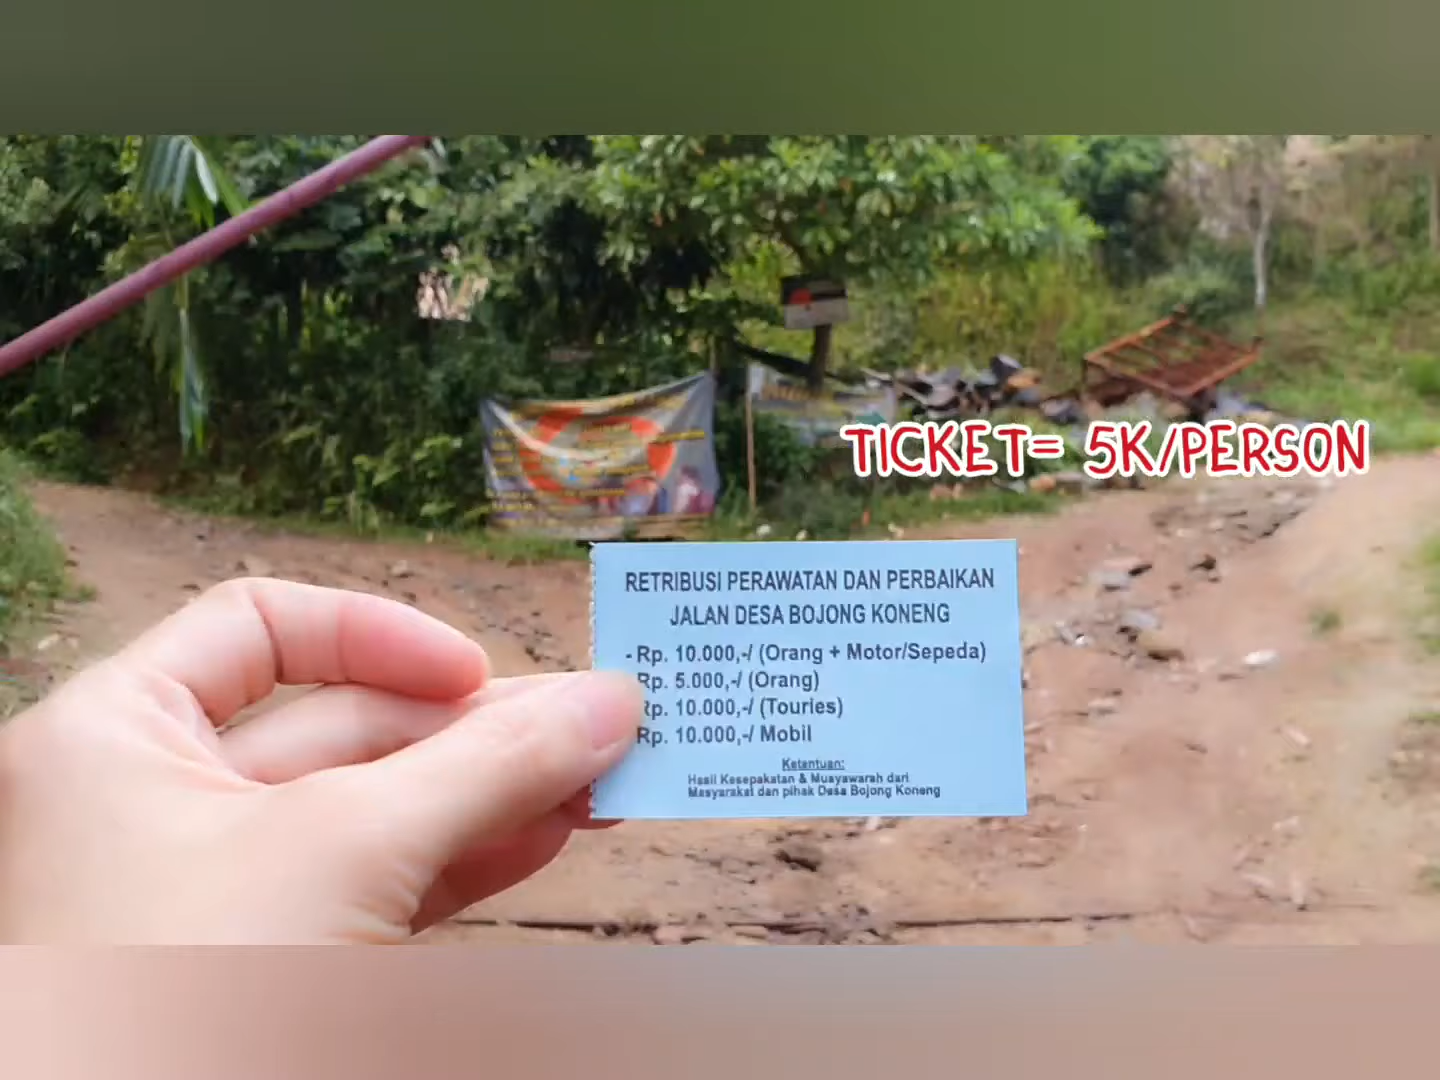 TICKET= 5K/PERSON
RETRIBUSI PERAWATAN DAN PERBAIKAN
JALAN DESA BOJONG KONENG
- Rp. 10.000,-/ (Orang + Motor/Sepeda)
Rp. 5.000,-/ (Orang)
Rp. 10.000,-/ (Touries)
Rp. 10.000,-/ Mobil
Ketentuan:
Hasil Kesepakatan & Muayawarah dari
Masyarakat dan pihak Desa Bojong Koneng